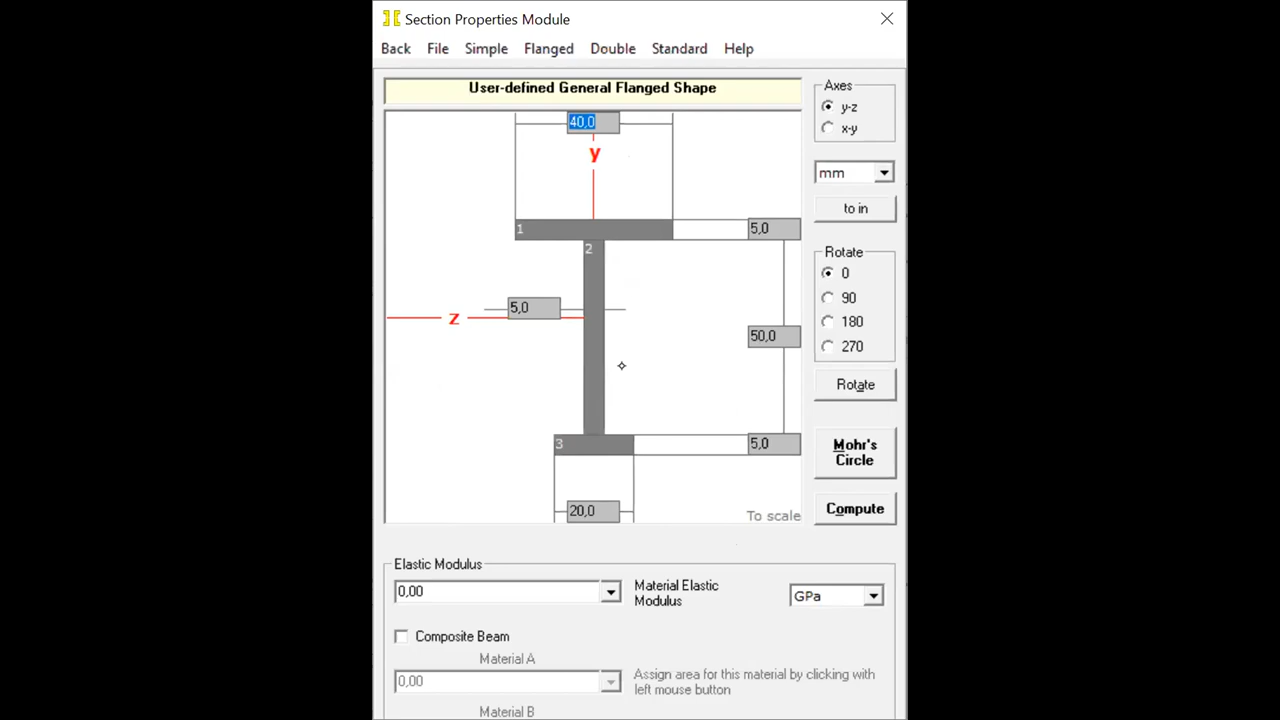 Section Properties Module
Back File Simple Flanged Double Standard Help
User-defined General Flanged Shape
40,0
y
1
5,0
2
5,0
z
50,0
3
5,0
20,0
To scale
Axes
y-z
x-y
mm
to in
Rotate
0
90
180
270
Rotate
Mohr's
Circle
Compute
Elastic Modulus
0,00
Material Elastic
Modulus
GPa
Composite Beam
Material A
0,00
Assign area for this material by clicking with
left mouse button
Material B